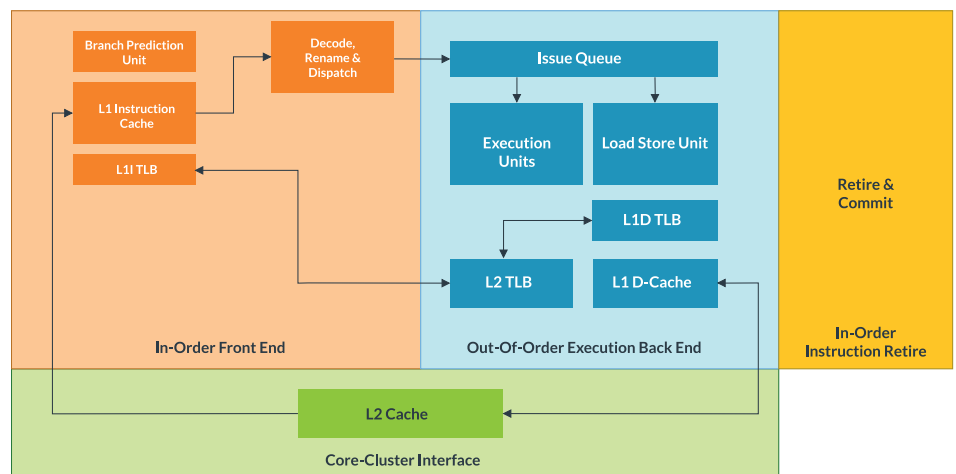 Branch Prediction
Unit
L1 Instruction
Cache
L1I TLB
Decode,
Rename &
Dispatch
In-Order Front End
Issue Queue
Execution
Units
Load Store Unit
L1D TLB
L2 TLB
L1 D-Cache
Out-Of-Order Execution Back End
Retire &
Commit
In-Order
Instruction Retire
L2 Cache
Core-Cluster Interface